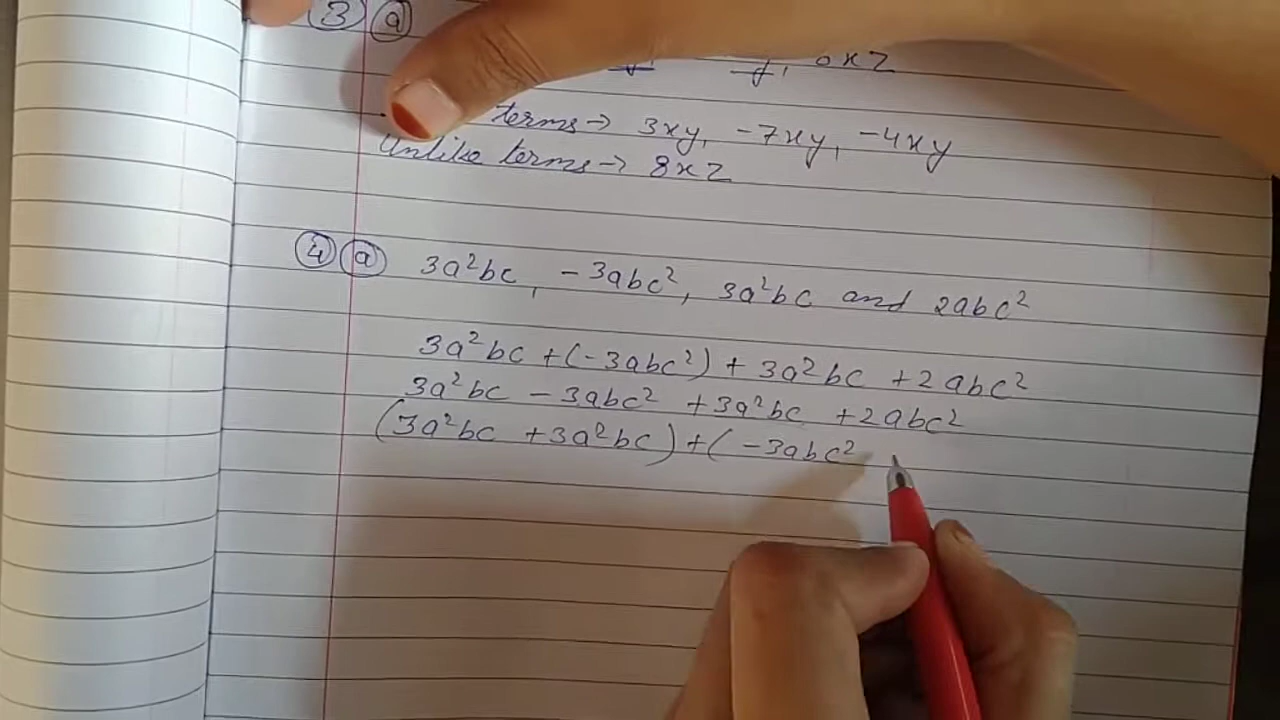 3 a
8xz
terms → 3xy, -7xy, -4xy
Unlike terms → 8xz
4 a 3a²bc, -3abc², 3a²bc and 2abc²
3a²bc +(-3abc²) + 3a²bc +2abc²
3a²bc - 3abc² +3a²bc +2abc²
(3a²bc +3a²bc) +( -3abc²